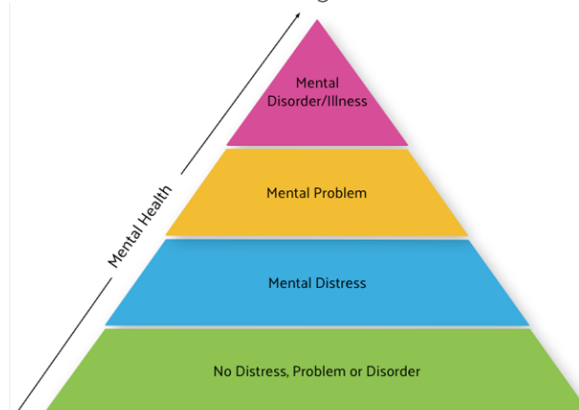 Mental
Disorder/Illness
Mental Problem
Mental Health
Mental Distress
No Distress, Problem or Disorder